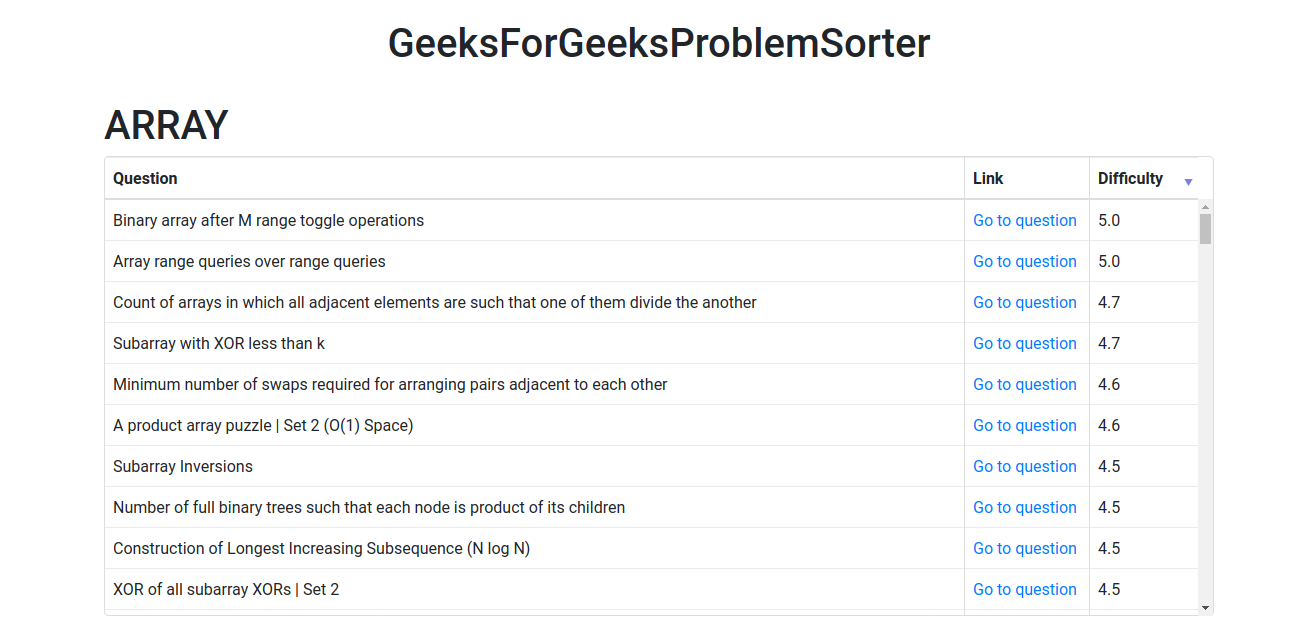 GeeksForGeeksProblemSorter
ARRAY
Question Link Difficulty
Binary array after M range toggle operations Go to question 5.0
Array range queries over range queries Go to question 5.0
Count of arrays in which all adjacent elements are such that one of them divide the another Go to question 4.7
Subarray with XOR less than k Go to question 4.7
Minimum number of swaps required for arranging pairs adjacent to each other Go to question 4.6
A product array puzzle | Set 2 (O(1) Space) Go to question 4.6
Subarray Inversions Go to question 4.5
Number of full binary trees such that each node is product of its children Go to question 4.5
Construction of Longest Increasing Subsequence (N log N) Go to question 4.5
XOR of all subarray XORs | Set 2 Go to question 4.5